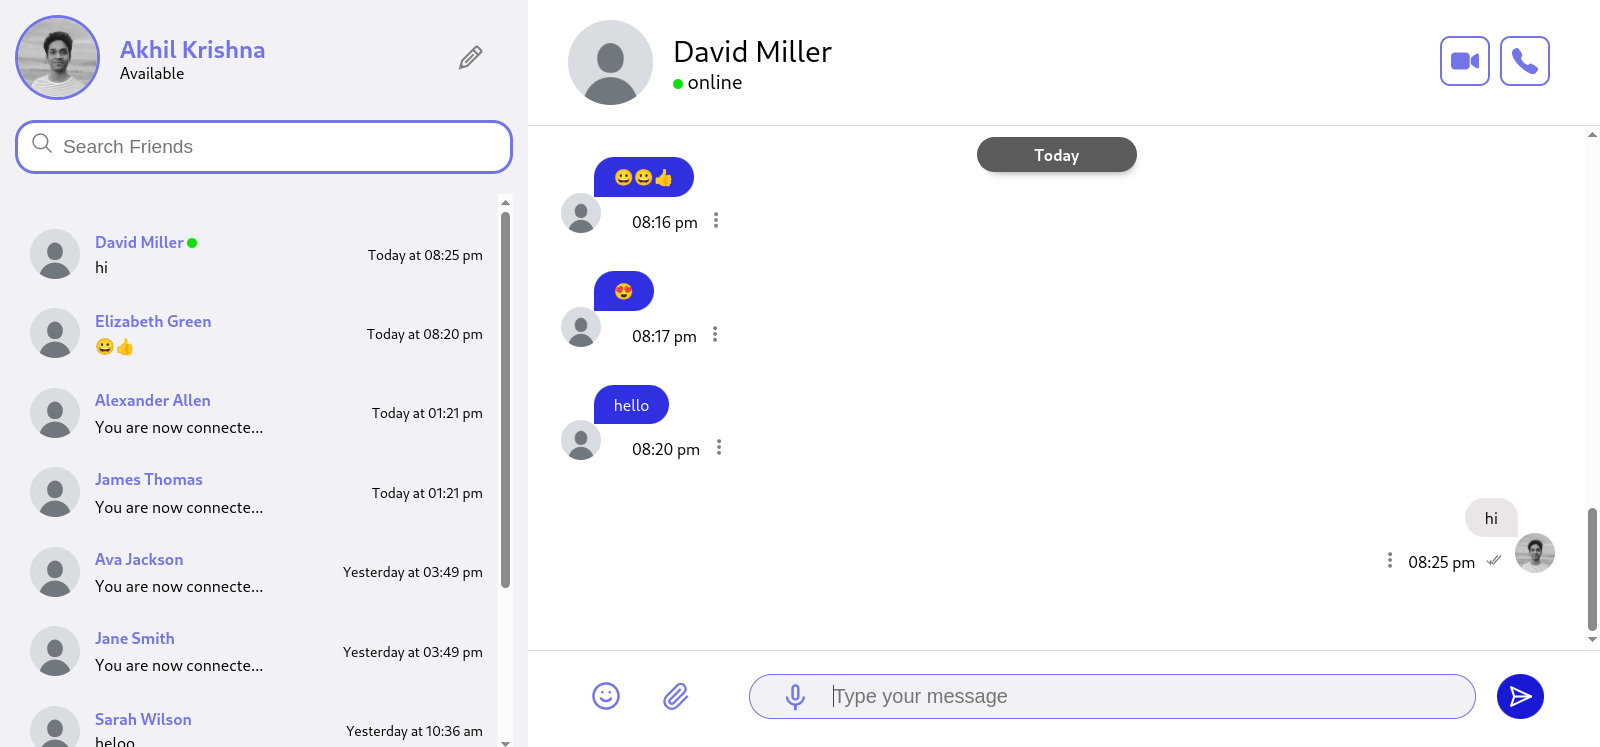 Akhil Krishna
Available
Search Friends
David Miller
hi
Today at 08:25 pm
Elizabeth Green
😀👍
Today at 08:20 pm
Alexander Allen
You are now connecte...
Today at 01:21 pm
James Thomas
You are now connecte...
Today at 01:21 pm
Ava Jackson
You are now connecte...
Yesterday at 03:49 pm
Jane Smith
You are now connecte...
Yesterday at 03:49 pm
Sarah Wilson
heloo
Yesterday at 10:36 am
David Miller
online
Today
😀😀👍
08:16 pm
😍
08:17 pm
hello
08:20 pm
hi
08:25 pm
Type your message